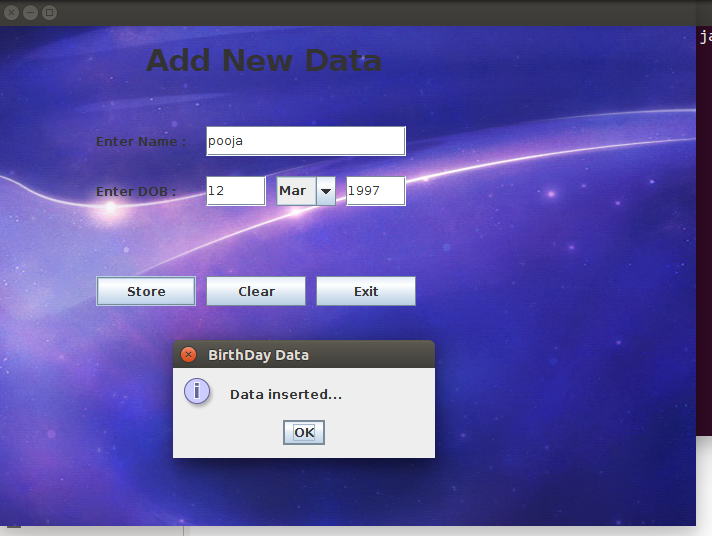 Add New Data
Enter Name : pooja
Enter DOB : 12 Mar 1997
Store Clear Exit
BirthDay Data
Data inserted...
OK